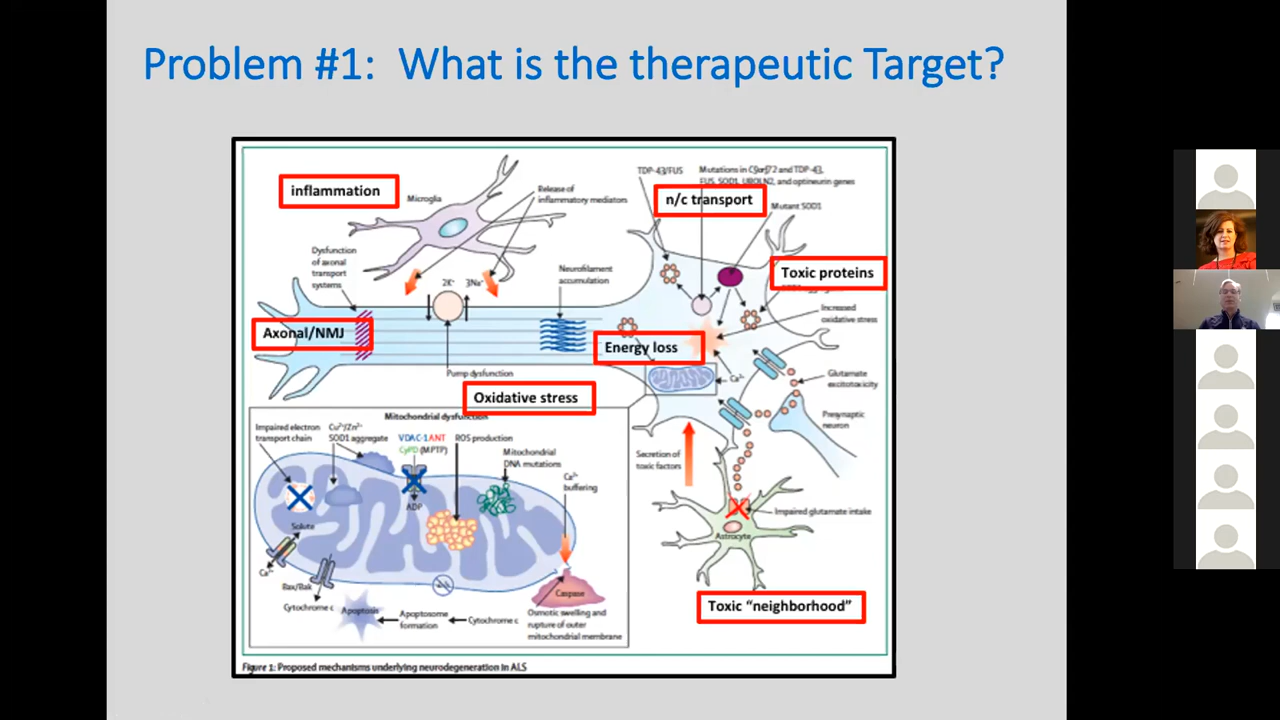 Problem #1: What is the therapeutic Target?
inflammation
Microglia
Release of
inflammatory mediators
TDP-43/FUS
Mutations in C9orf72 and TDP-43,
FUS, SOD1, UBQLN2, and optineurin genes
n/c transport
Mutant SOD1
Dysfunction
of axonal
transport
systems
2K+
3Na+
Neurofilament
accumulation
Toxic proteins
Increased
oxidative stress
Axonal/NMJ
Energy loss
Pump dysfunction
Ca2+
Glutamate
excitotoxicity
Oxidative stress
Presynaptic
neuron
Mitochondrial dysfunction
Impaired electron
transport chain
Cu2+/Zn2+
SOD1 aggregate
VDAC-1 ANT
CyPD (MPTP)
ROS production
Mitochondrial
DNA mutations
Ca2+
buffering
ADP
Secretion of
toxic factors
Impaired glutamate intake
Astrocyte
Solute
Ca2+
Bax/Bak
Cytochrome c
Apoptosis
Apoptosome
formation
Cytochrome c
Caspase
Osmotic swelling and
rupture of outer
mitochondrial membrane
Toxic “neighborhood”
Figure 1: Proposed mechanisms underlying neurodegeneration in ALS